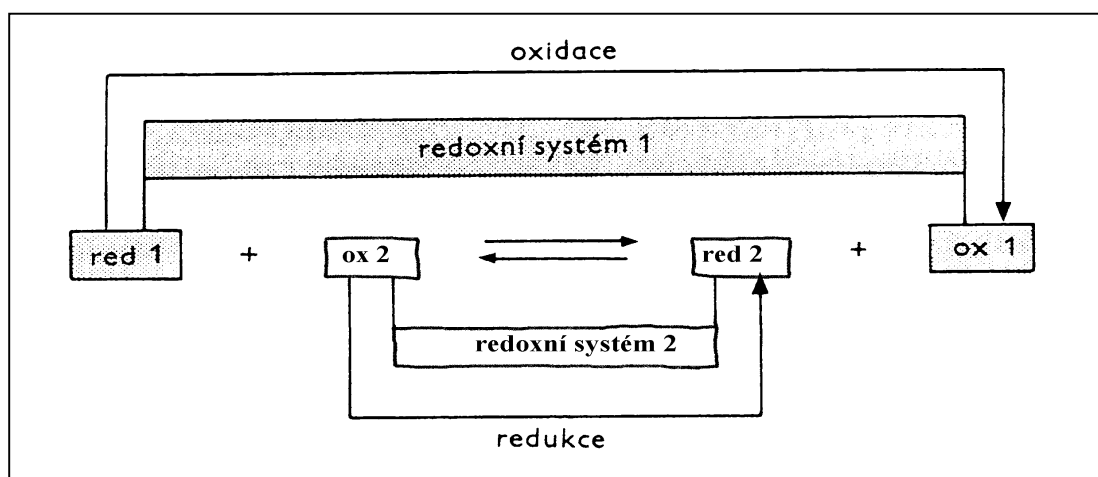 oxidace
redoxní systém 1
red 1 + ox 2 red 2 + ox 1
redoxní systém 2
redukce